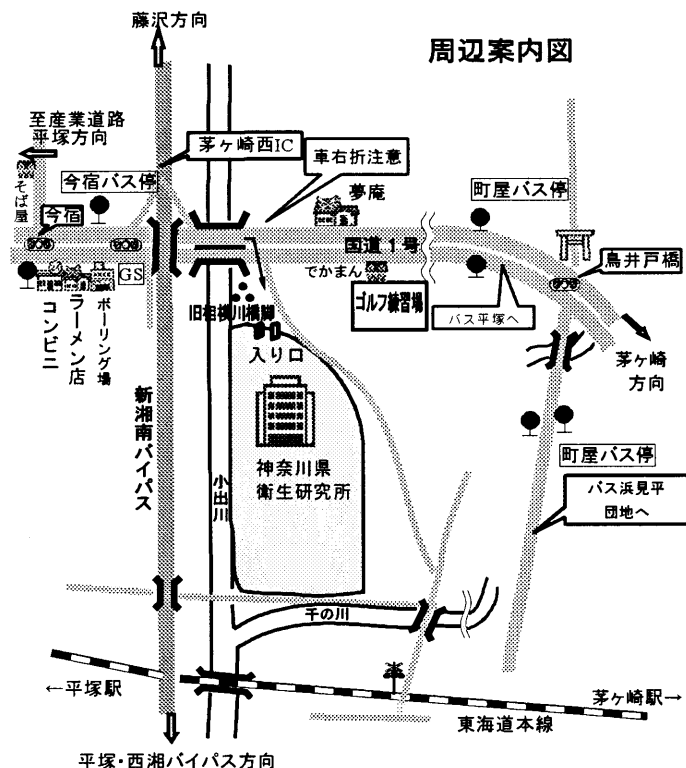 藤沢方向
周辺案内図
至産業道路
平塚方向
茅ヶ崎西IC
車右折注意
そば屋
今宿バス停
夢庵
町屋バス停
今宿
国道1号
鳥井戸橋
GS
でかまん
旧相模川橋脚
ゴルフ練習場
バス平塚へ
コンビニ
ラーメン店
ボーリング場
入り口
茅ヶ崎
方向
新湘南バイパス
神奈川県
衛生研究所
小出川
町屋バス停
バス浜見平
団地へ
千の川
←平塚駅
茅ヶ崎駅→
東海道本線
平塚・西湘バイパス方向